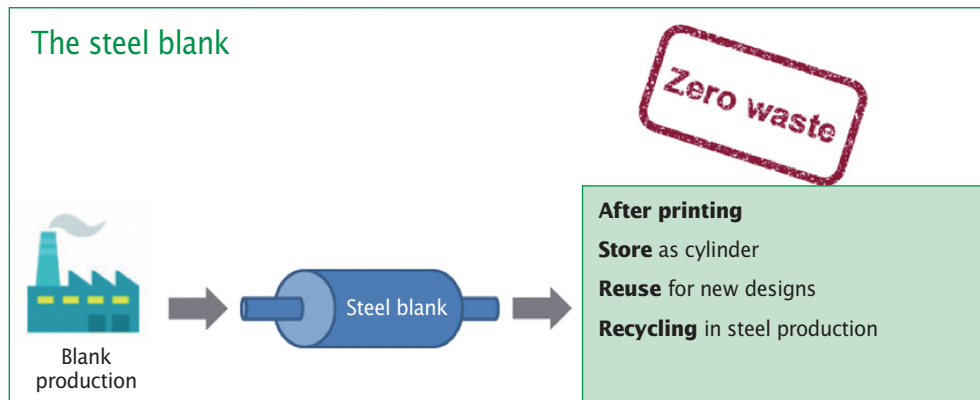 The steel blank
Zero waste
Blank
production
Steel blank
After printing
Store as cylinder
Reuse for new designs
Recycling in steel production